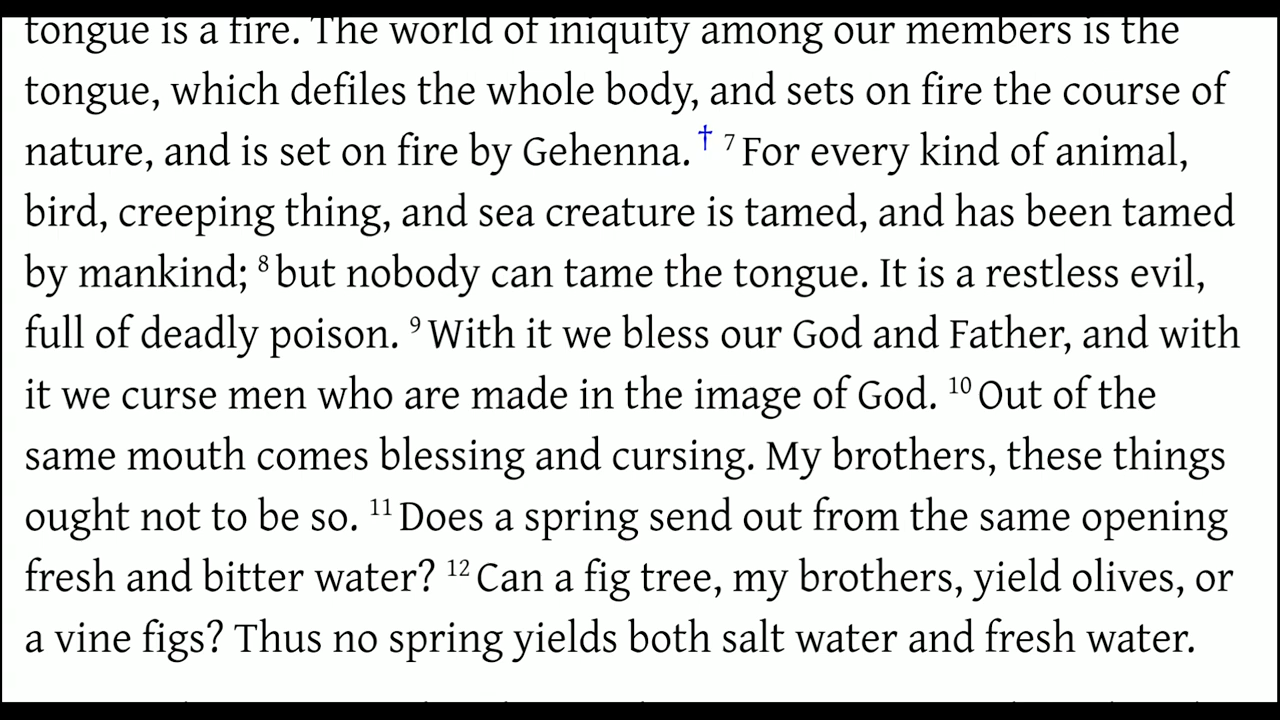 tongue is a fire. The world of iniquity among our members is the
tongue, which defiles the whole body, and sets on fire the course of
nature, and is set on fire by Gehenna.† 7 For every kind of animal,
bird, creeping thing, and sea creature is tamed, and has been tamed
by mankind; 8 but nobody can tame the tongue. It is a restless evil,
full of deadly poison. 9 With it we bless our God and Father, and with
it we curse men who are made in the image of God. 10 Out of the
same mouth comes blessing and cursing. My brothers, these things
ought not to be so. 11 Does a spring send out from the same opening
fresh and bitter water? 12 Can a fig tree, my brothers, yield olives, or
a vine figs? Thus no spring yields both salt water and fresh water.